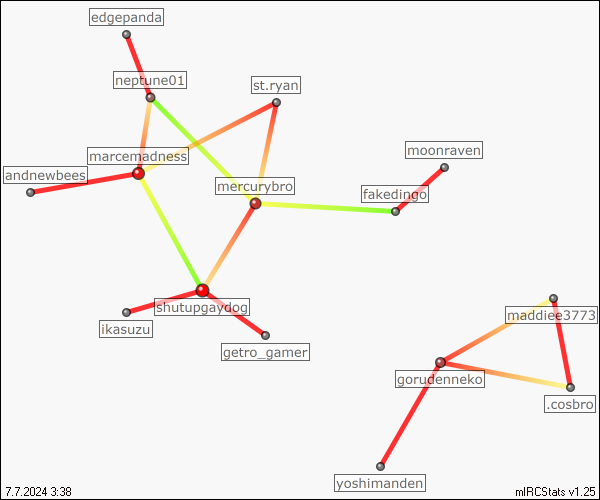 edgepanda
neptune01
st.ryan
marcemadness
moonraven
andnewbees
mercurybro
fakedingo
shutupgaydog
maddiee3773
ikasuzu
getro_gamer
gorudenneko
.cosbro
yoshimanden
7.7.2024 3:38
mIRCStats v1.25